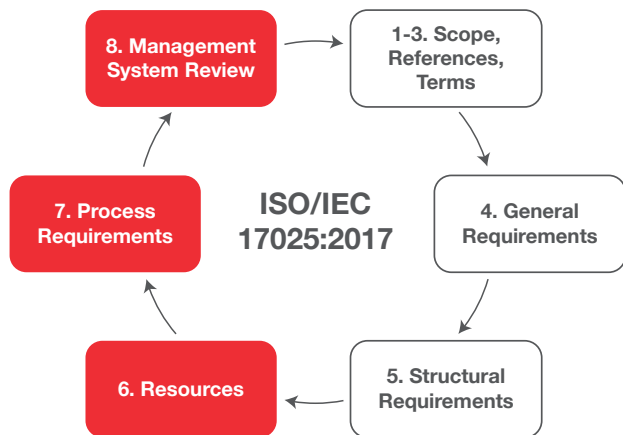 8. Management
System Review
1-3. Scope,
References,
Terms
7. Process
Requirements
ISO/IEC
17025:2017
4. General
Requirements
6. Resources
5. Structural
Requirements